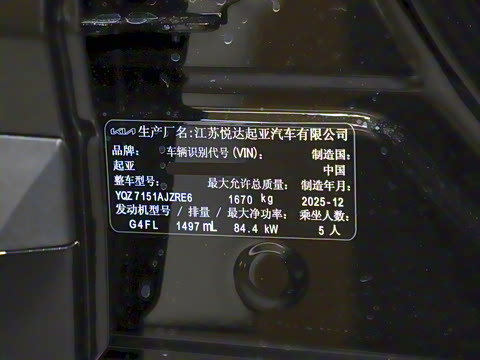 KIA 生产厂名:江苏悦达起亚汽车有限公司
品牌: 车辆识别代号(VIN): 制造国:
起亚 中国
整车型号: 最大允许总质量: 制造年月:
YQZ7151AJZRE6 1670 kg 2025-12
发动机型号/排量/最大净功率: 乘坐人数:
G4FL 1497mL 84.4 kW 5人